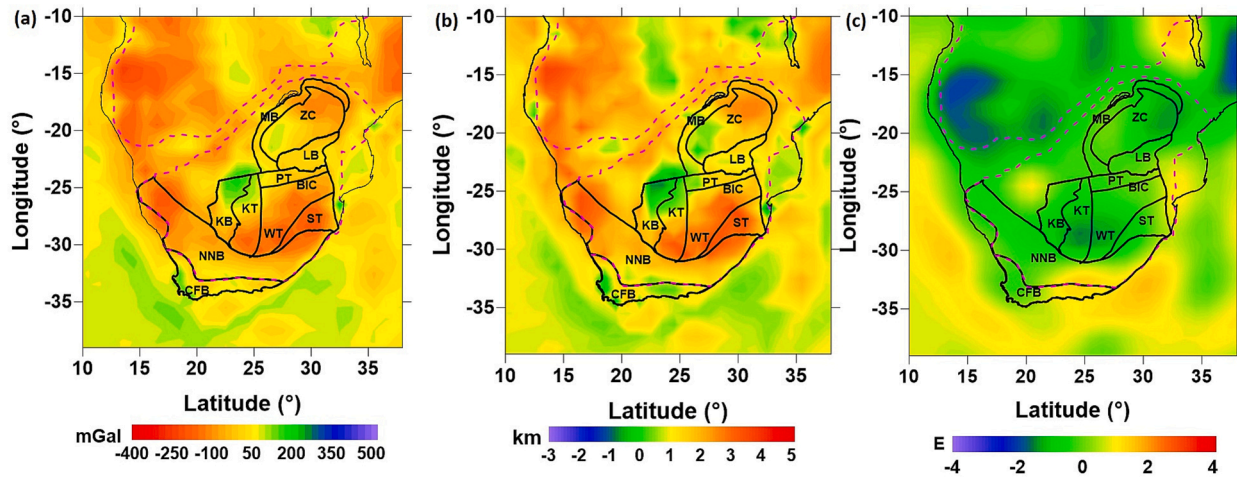 (a)
-10
-15
-20
-25
-30
-35
Longitude (°)
MB
ZC
LB
PT
BIC
KT
KB
ST
WT
NNB
CFB
10 15 20 25 30 35
Latitude (°)
mGal
-400 -250 -100 50 200 350 500
(b)
-10
-15
-20
-25
-30
-35
Longitude (°)
MB
ZC
LB
PT
BIC
KT
KB
ST
WT
NNB
CFB
10 15 20 25 30 35
Latitude (°)
km
-3 -2 -1 0 1 2 3 4 5
(c)
-10
-15
-20
-25
-30
-35
Longitude (°)
MB
ZC
LB
PT
BIC
KT
KB
ST
WT
NNB
CFB
10 15 20 25 30 35
Latitude (°)
E
-4 -2 0 2 4